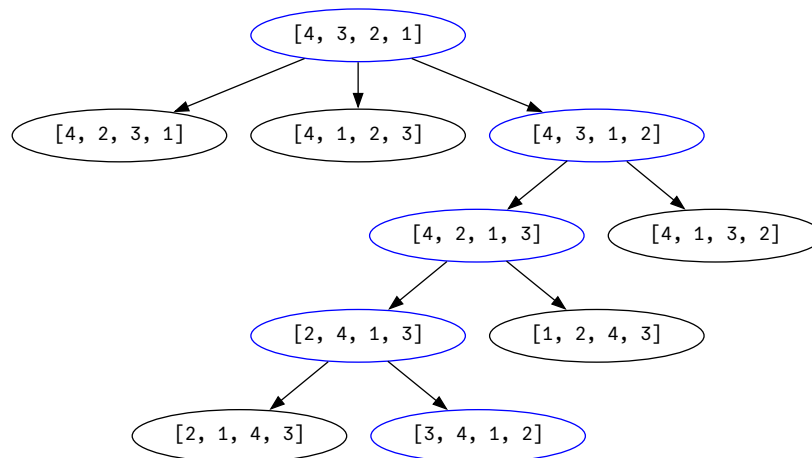 [4, 3, 2, 1]
[4, 2, 3, 1]
[4, 1, 2, 3]
[4, 3, 1, 2]
[4, 2, 1, 3]
[4, 1, 3, 2]
[2, 4, 1, 3]
[1, 2, 4, 3]
[2, 1, 4, 3]
[3, 4, 1, 2]